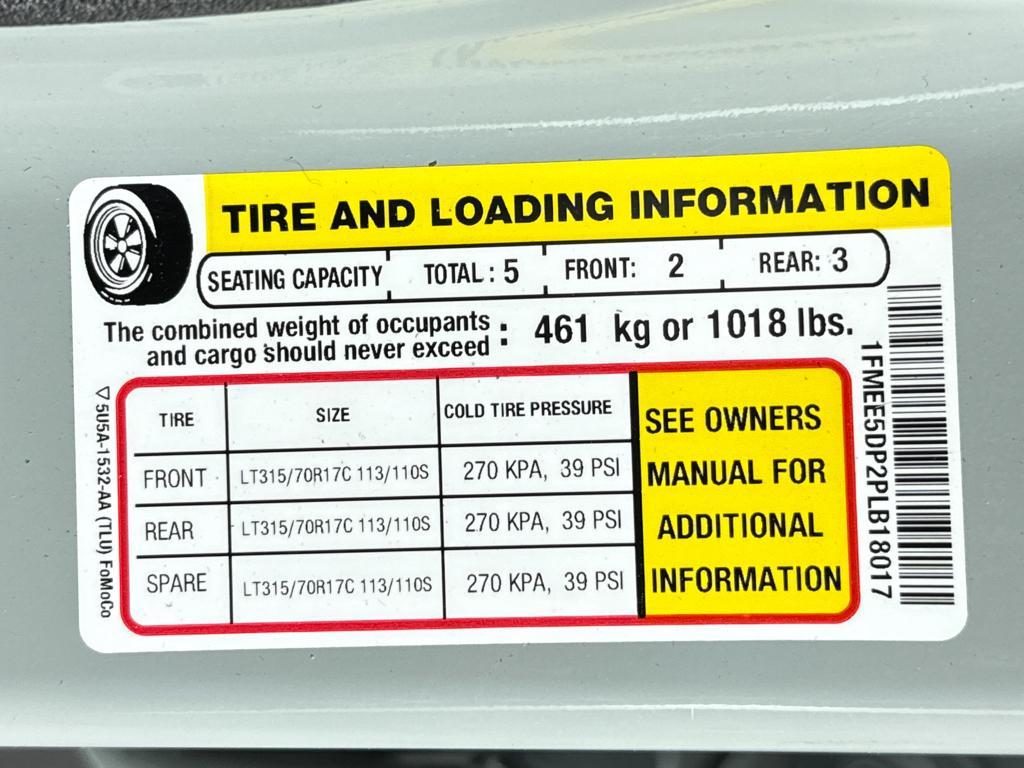 TIRE AND LOADING INFORMATION
SEATING CAPACITY TOTAL : 5 FRONT: 2 REAR: 3
The combined weight of occupants
and cargo should never exceed : 461 kg or 1018 lbs.
TIRE SIZE COLD TIRE PRESSURE
FRONT LT315/70R17C 113/110S 270 KPA, 39 PSI
REAR LT315/70R17C 113/110S 270 KPA, 39 PSI
SPARE LT315/70R17C 113/110S 270 KPA, 39 PSI
SEE OWNERS
MANUAL FOR
ADDITIONAL
INFORMATION
5U5A-1532-AA (TLU) FoMoCo
1FMEE5DP2PLB18017